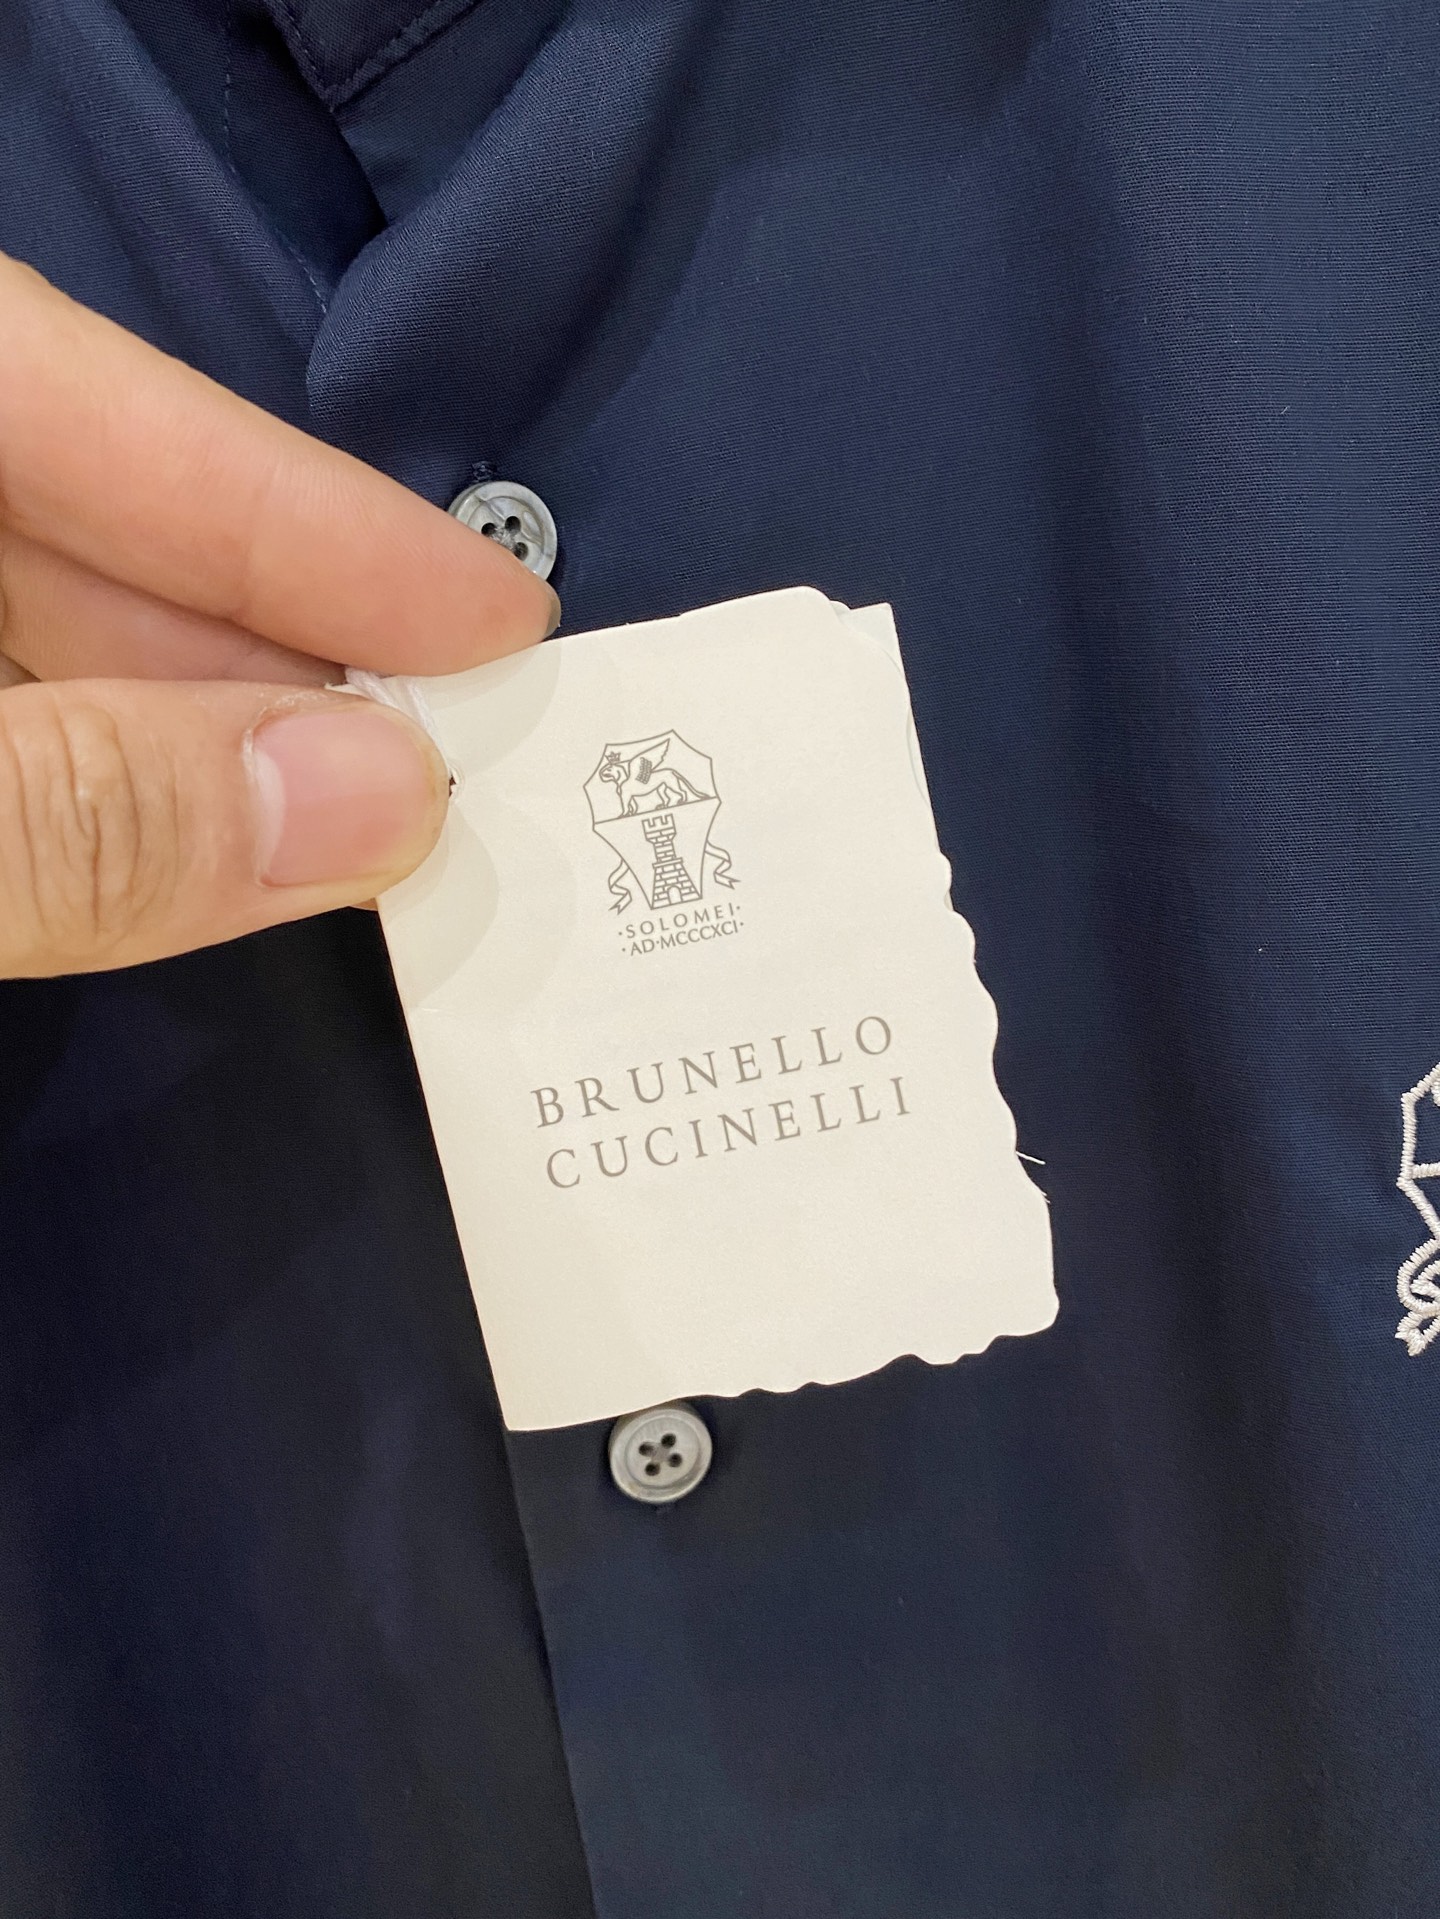 ·SOLOMEI·
·AD·MCCCXCI·
BRUNELLO
CUCINELLI